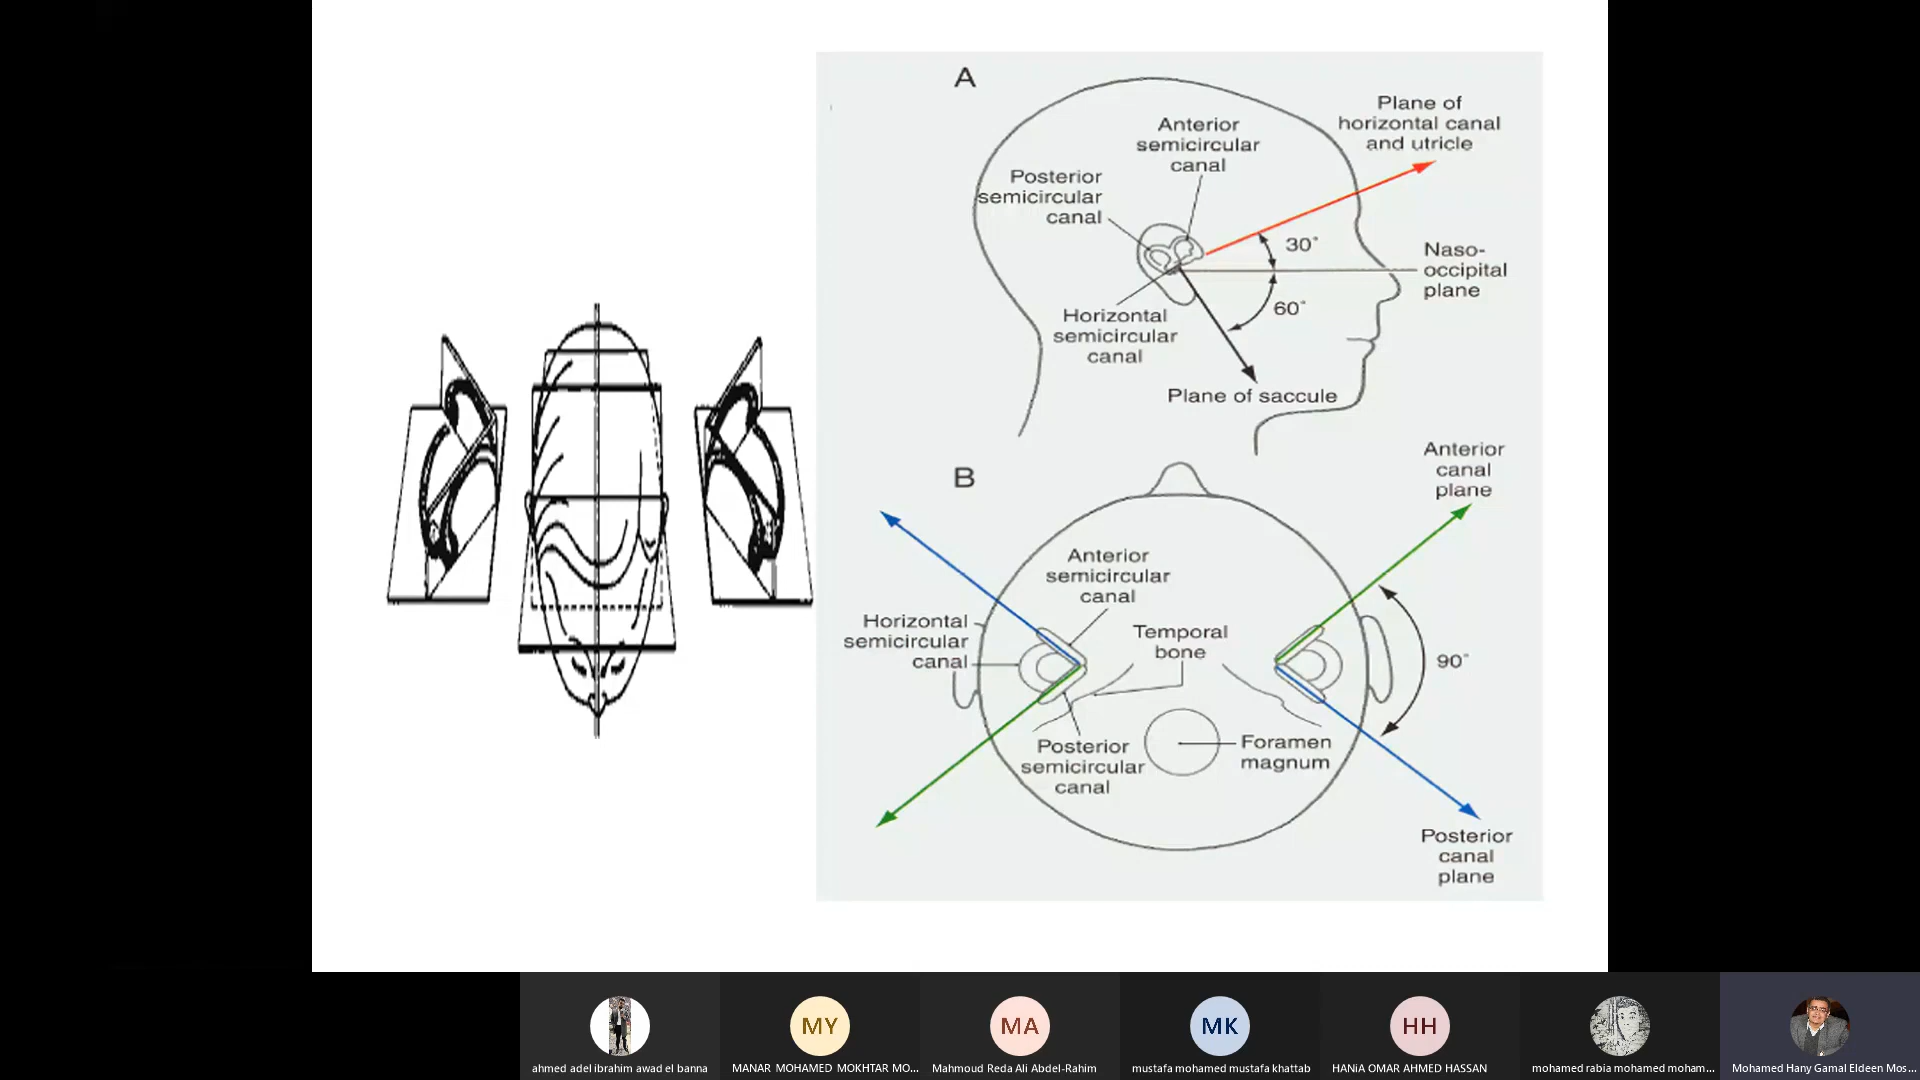 A
Plane of
horizontal canal
and utricle
Anterior
semicircular
canal
Posterior
semicircular
canal
30°
Naso-
occipital
plane
60°
Horizontal
semicircular
canal
Plane of saccule
B
Anterior
canal
plane
Anterior
semicircular
canal
Horizontal
semicircular
canal
Temporal
bone
90°
Posterior
semicircular
canal
Foramen
magnum
Posterior
canal
plane
MY
MA
MK
HH
ahmed adel ibrahim awad el banna
MANAR MOHAMED MOKHTAR MO...
Mahmoud Reda Ali Abdel-Rahim
mustafa mohamed mustafa khattab
HANiA OMAR AHMED HASSAN
mohamed rabia mohamed moham...
Mohamed Hany Gamal Eldeen Mos...